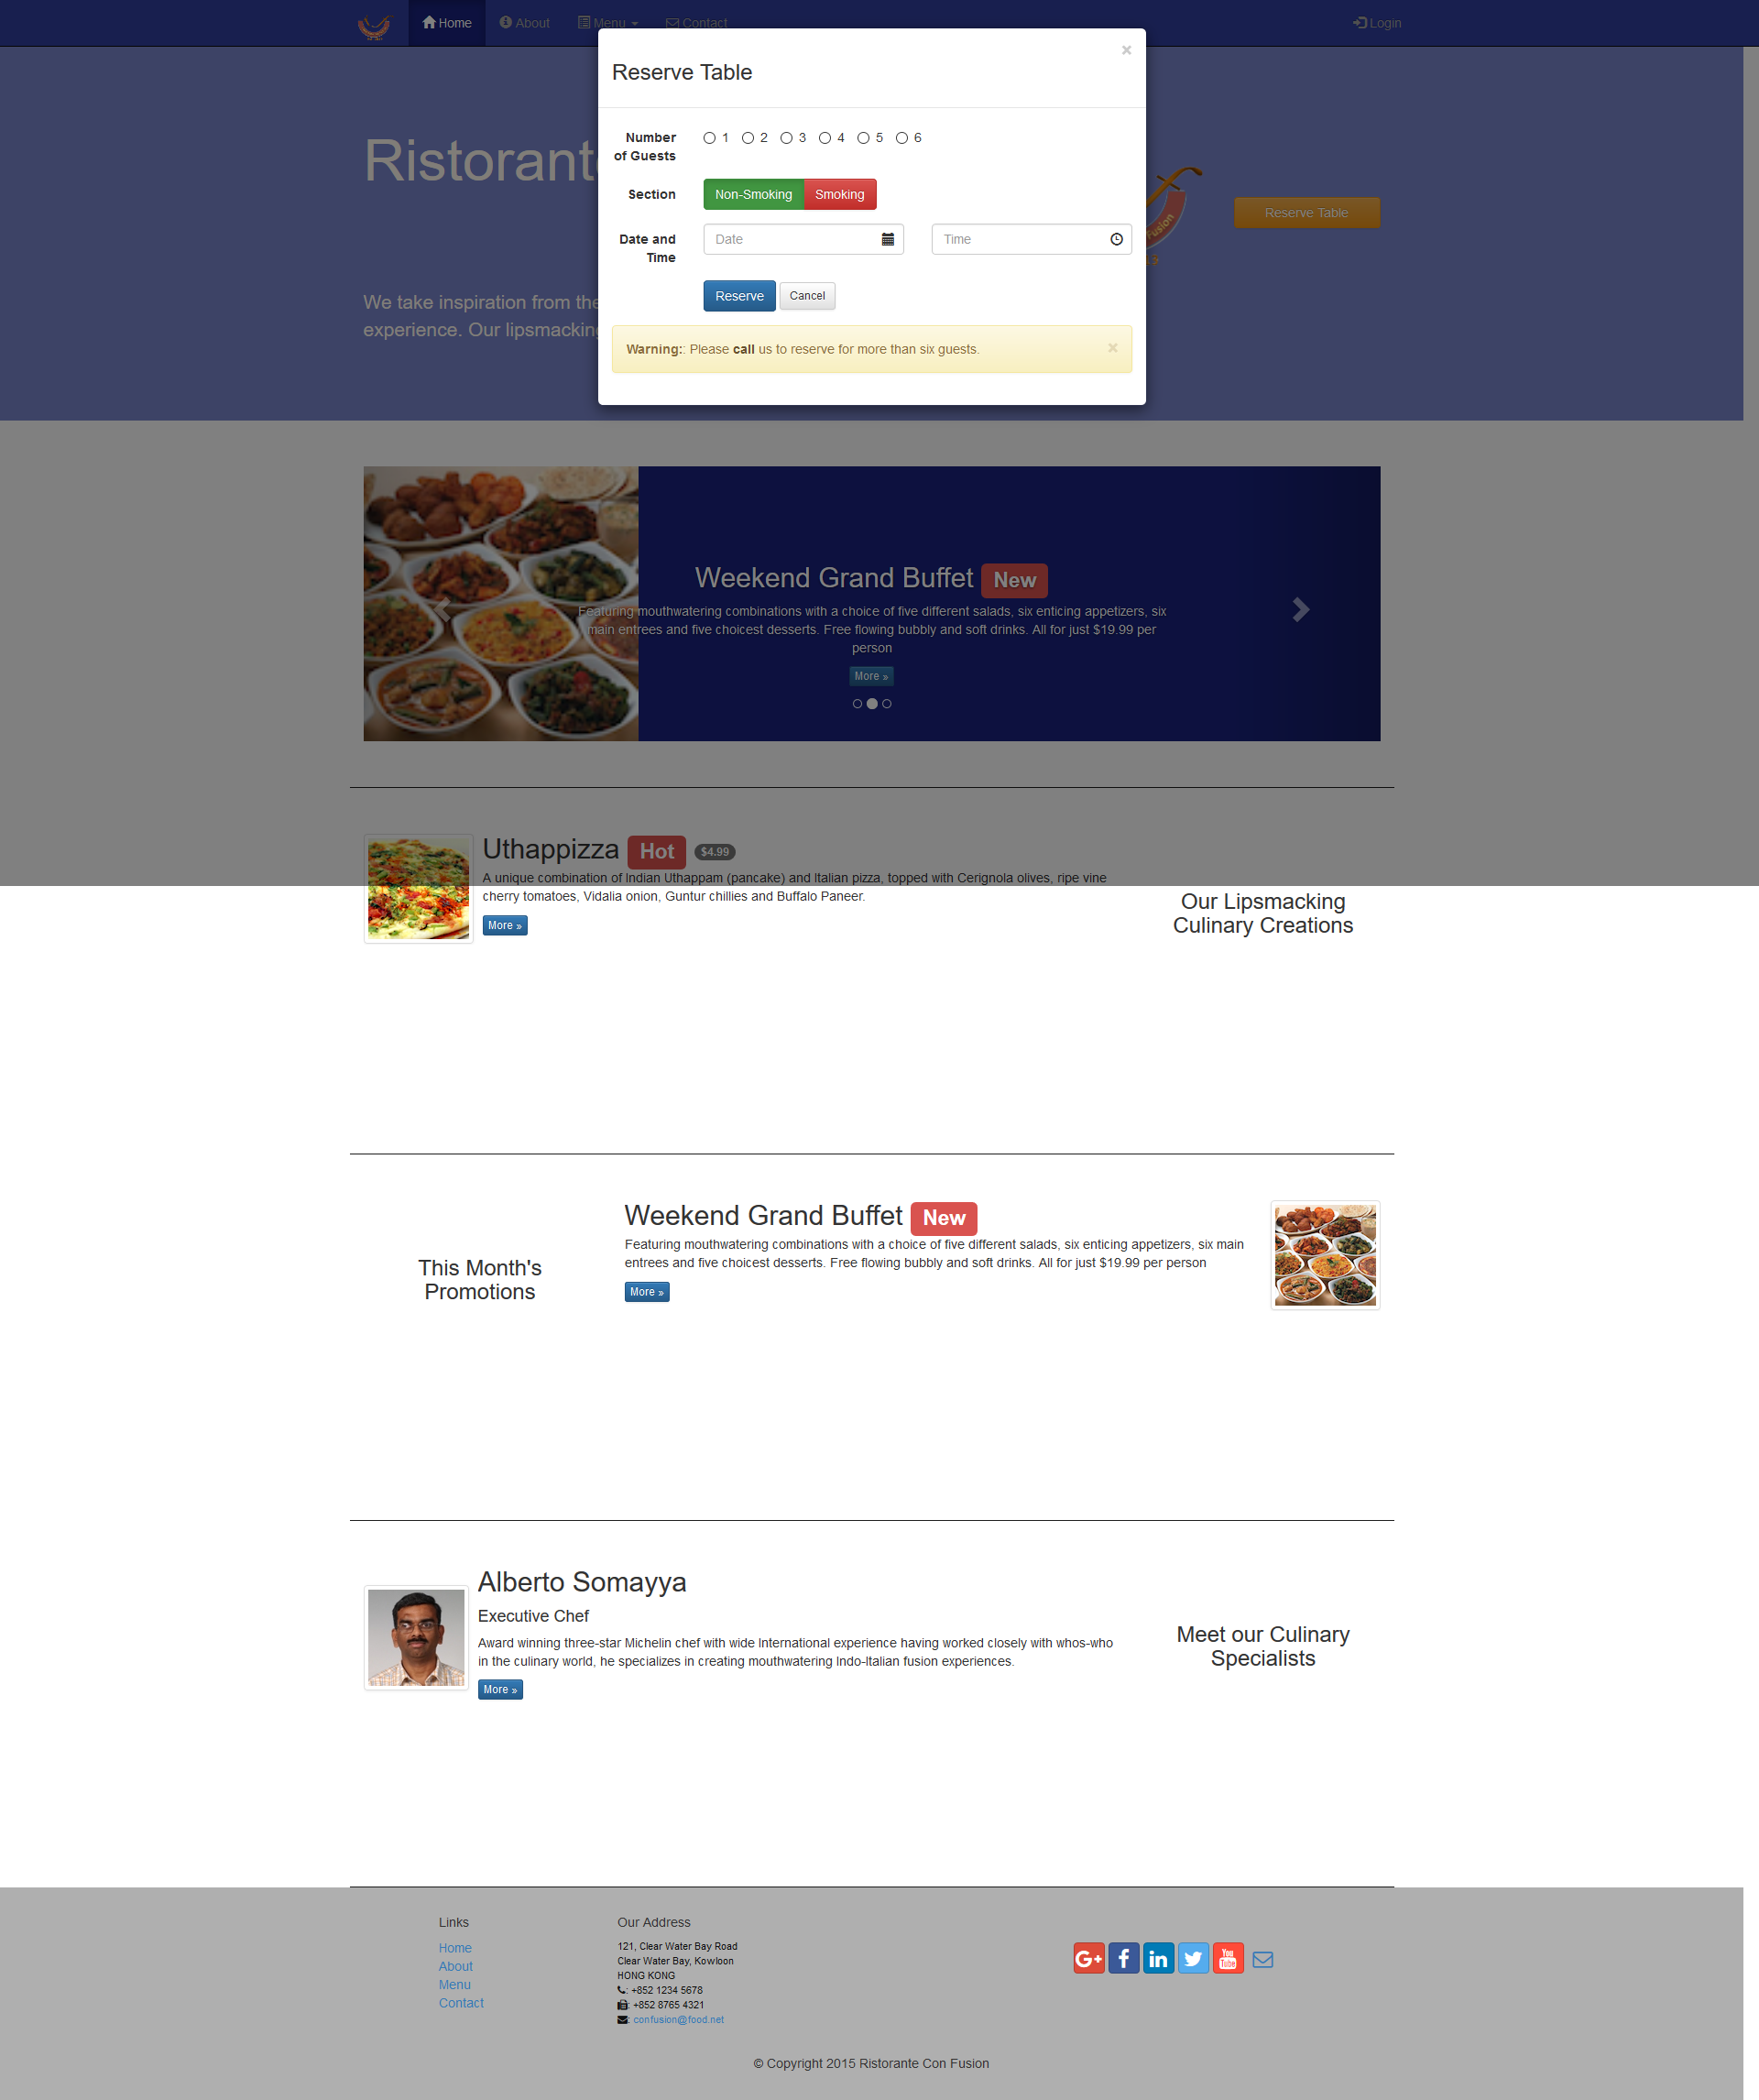 Home About Menu Contact Login
×
Reserve Table
Number of Guests
1 2 3 4 5 6
Section
Non-Smoking Smoking
Date and Time
Date
Time
Reserve Cancel
Warning:: Please call us to reserve for more than six guests. ×
Ristorante
Fusion
Reserve Table
We take inspiration from the
experience. Our lipsmacking
Weekend Grand Buffet New
Featuring mouthwatering combinations with a choice of five different salads, six enticing appetizers, six
main entrees and five choicest desserts. Free flowing bubbly and soft drinks. All for just $19.99 per
person
More »
Uthappizza Hot $4.99
A unique combination of Indian Uthappam (pancake) and Italian pizza, topped with Cerignola olives, ripe vine
cherry tomatoes, Vidalia onion, Guntur chillies and Buffalo Paneer.
More »
Our Lipsmacking
Culinary Creations
This Month's
Promotions
Weekend Grand Buffet New
Featuring mouthwatering combinations with a choice of five different salads, six enticing appetizers, six main
entrees and five choicest desserts. Free flowing bubbly and soft drinks. All for just $19.99 per person
More »
Alberto Somayya
Executive Chef
Award winning three-star Michelin chef with wide International experience having worked closely with whos-who
in the culinary world, he specializes in creating mouthwatering Indo-Italian fusion experiences.
More »
Meet our Culinary
Specialists
Links
Home
About
Menu
Contact
Our Address
121, Clear Water Bay Road
Clear Water Bay, Kowloon
HONG KONG
: +852 1234 5678
: +852 8765 4321
: confusion@food.net
G+ f in You Tube
© Copyright 2015 Ristorante Con Fusion